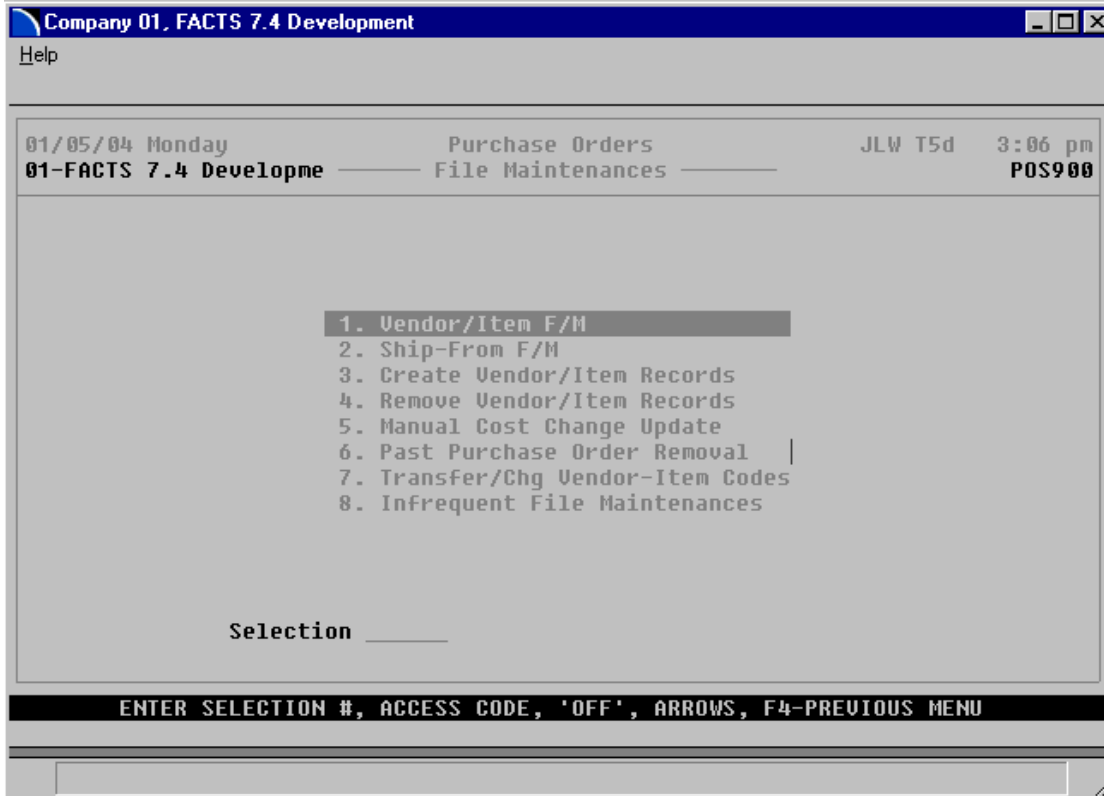 Company 01, FACTS 7.4 Development
Help
01/05/04 Monday Purchase Orders JLW T5d 3:06 pm
01-FACTS 7.4 Developme File Maintenances POS900
1. Vendor/Item F/M
2. Ship-From F/M
3. Create Vendor/Item Records
4. Remove Vendor/Item Records
5. Manual Cost Change Update
6. Past Purchase Order Removal
7. Transfer/Chg Vendor-Item Codes
8. Infrequent File Maintenances
Selection ______
ENTER SELECTION #, ACCESS CODE, 'OFF', ARROWS, F4-PREVIOUS MENU